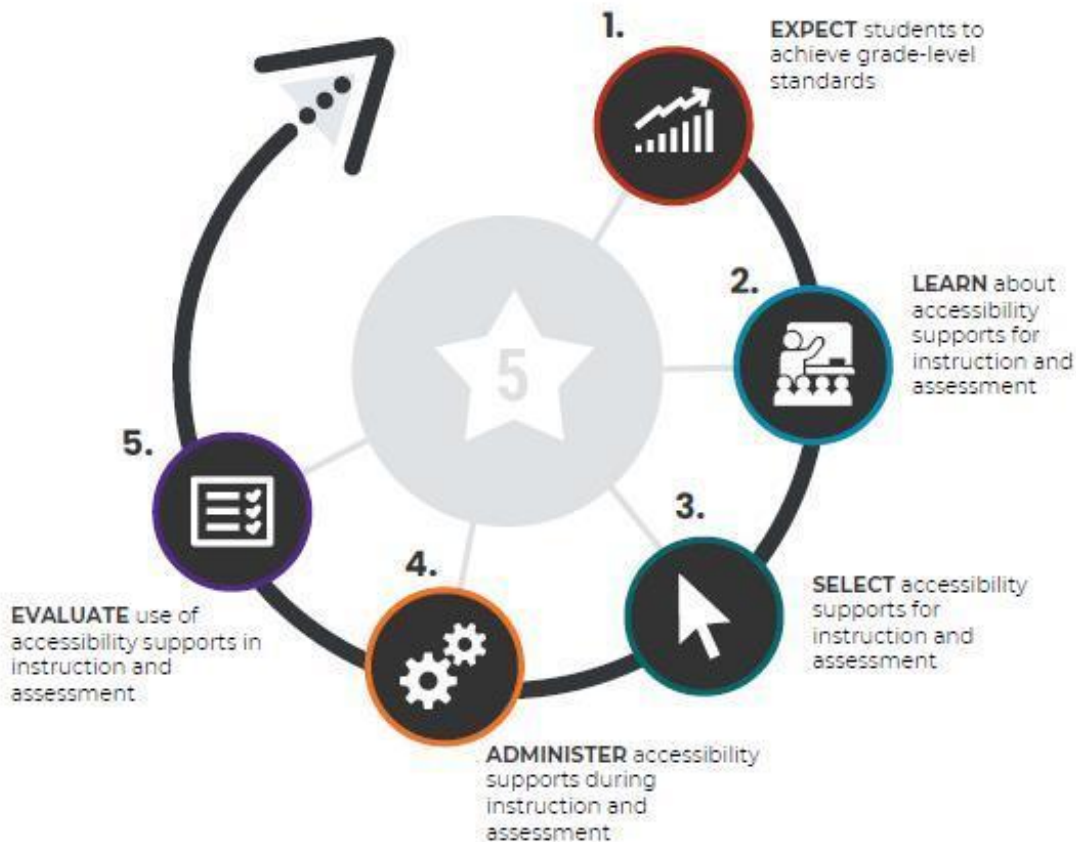 1.
EXPECT students to
achieve grade-level
standards
2.
LEARN about
accessibility
supports for
instruction and
assessment
3.
SELECT accessibility
supports for
instruction and
assessment
4.
ADMINISTER accessibility
supports during
instruction and
assessment
5.
EVALUATE use of
accessibility supports in
instruction and
assessment
5